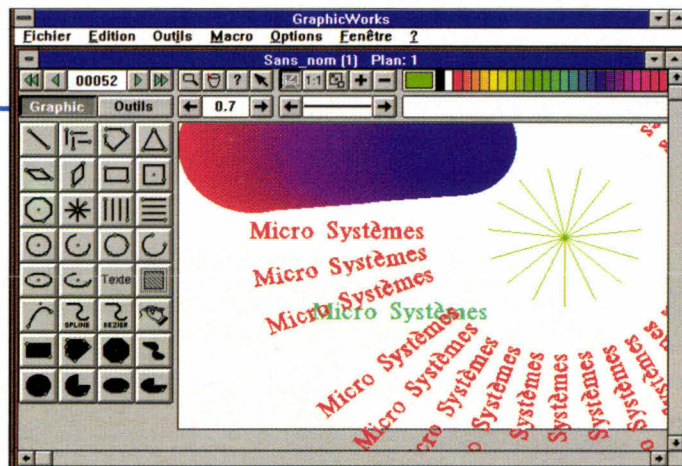 GraphicWorks
Fichier Edition Outils Macro Options Fenêtre ?
Sans_nom (1) Plan: 1
00052 ? 1:1
Graphic Outils 0.7
Texte
SPLINE BEZIER
Micro Systèmes
Micro Systèmes
Micro Systèmes
Micro Systèmes
Micro Systèmes
Micro Systèmes
Micro Systèmes
Systèmes
Systèmes
Systèmes
Systèmes
Systèmes